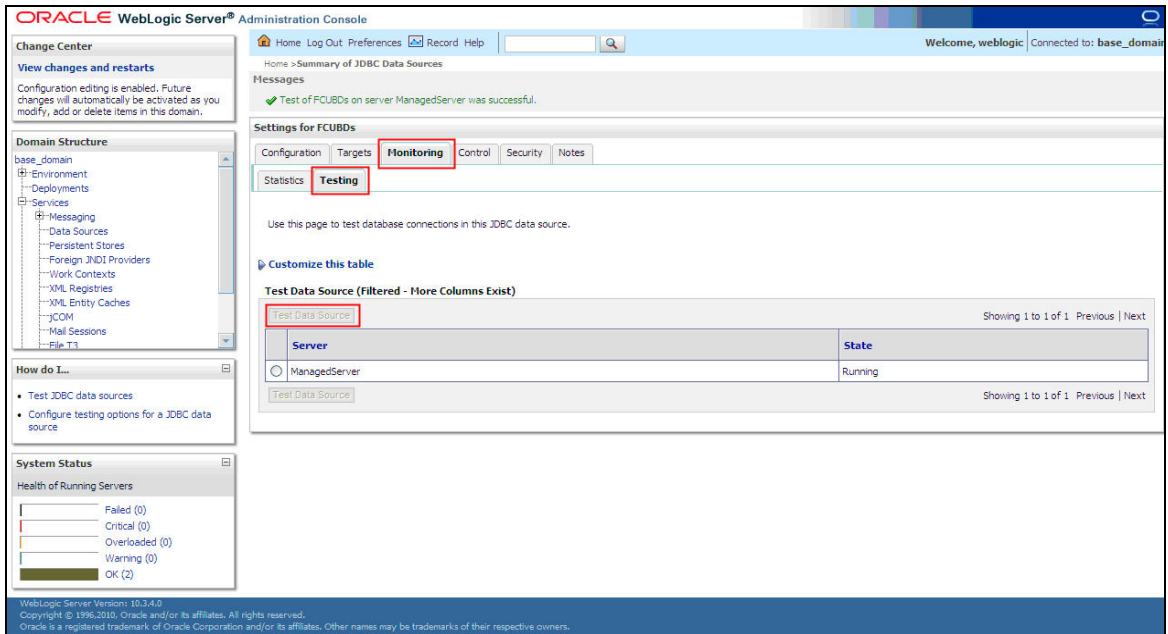 ORACLE WebLogic Server® Administration Console
Change Center
View changes and restarts
Configuration editing is enabled. Future
changes will automatically be activated as you
modify, add or delete items in this domain.
Domain Structure
base_domain
Environment
Deployments
Services
Messaging
Data Sources
Persistent Stores
Foreign JNDI Providers
Work Contexts
XML Registries
XML Entity Caches
jCOM
Mail Sessions
File T3
How do I...
Test JDBC data sources
Configure testing options for a JDBC data
source
System Status
Health of Running Servers
Failed (0)
Critical (0)
Overloaded (0)
Warning (0)
OK (2)
Home Log Out Preferences Record Help
Welcome, weblogic Connected to: base_domain
Home >Summary of JDBC Data Sources
Messages
Test of FCUBDs on server ManagedServer was successful.
Settings for FCUBDs
Configuration Targets Monitoring Control Security Notes
Statistics Testing
Use this page to test database connections in this JDBC data source.
Customize this table
Test Data Source (Filtered - More Columns Exist)
Test Data Source Showing 1 to 1 of 1 Previous | Next
Server State
ManagedServer Running
Test Data Source Showing 1 to 1 of 1 Previous | Next
WebLogic Server Version: 10.3.4.0
Copyright © 1996,2010, Oracle and/or its affiliates. All rights reserved.
Oracle is a registered trademark of Oracle Corporation and/or its affiliates. Other names may be trademarks of their respective owners.